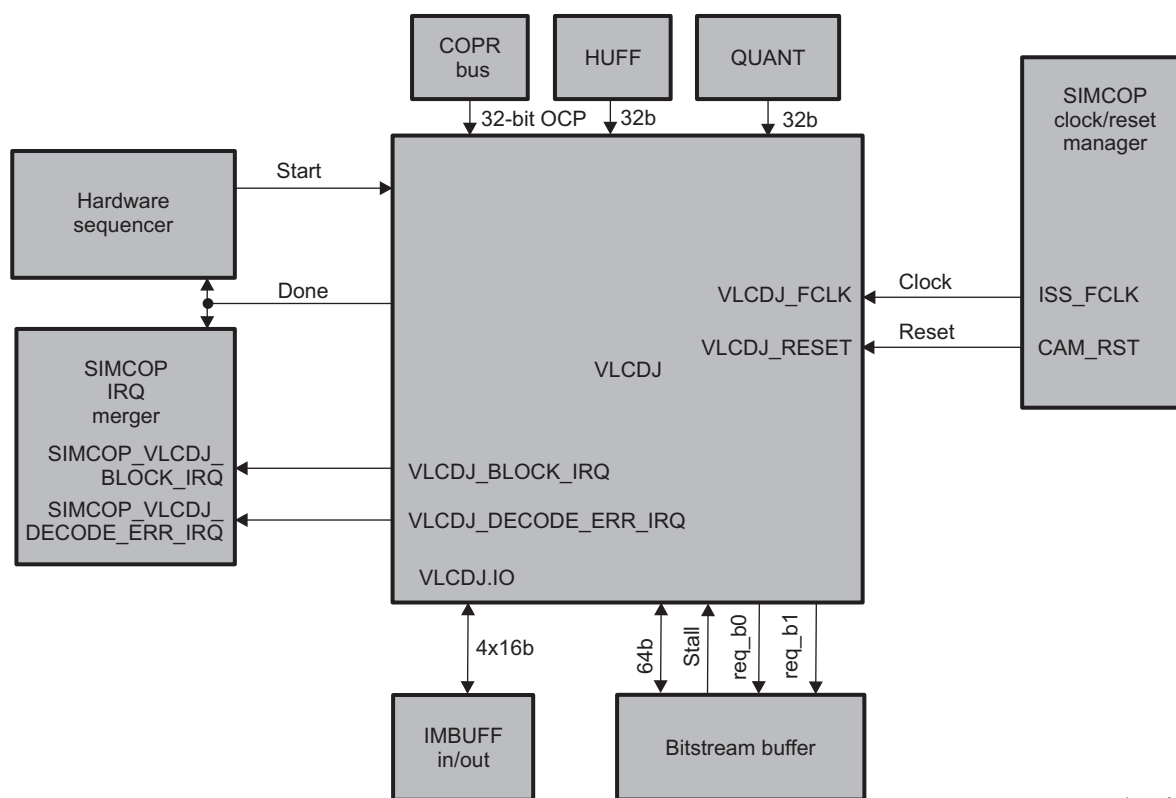 COPR
bus
HUFF
QUANT
SIMCOP
clock/reset
manager
32-bit OCP
32b
32b
Hardware
sequencer
Start
Done
VLCDJ_FCLK
Clock
ISS_FCLK
VLCDJ_RESET
Reset
CAM_RST
VLCDJ
SIMCOP
IRQ
merger
SIMCOP_VLCDJ_
BLOCK_IRQ
SIMCOP_VLCDJ_
DECODE_ERR_IRQ
VLCDJ_BLOCK_IRQ
VLCDJ_DECODE_ERR_IRQ
VLCDJ.IO
4x16b
64b
Stall
req_b0
req_b1
IMBUFF
in/out
Bitstream buffer